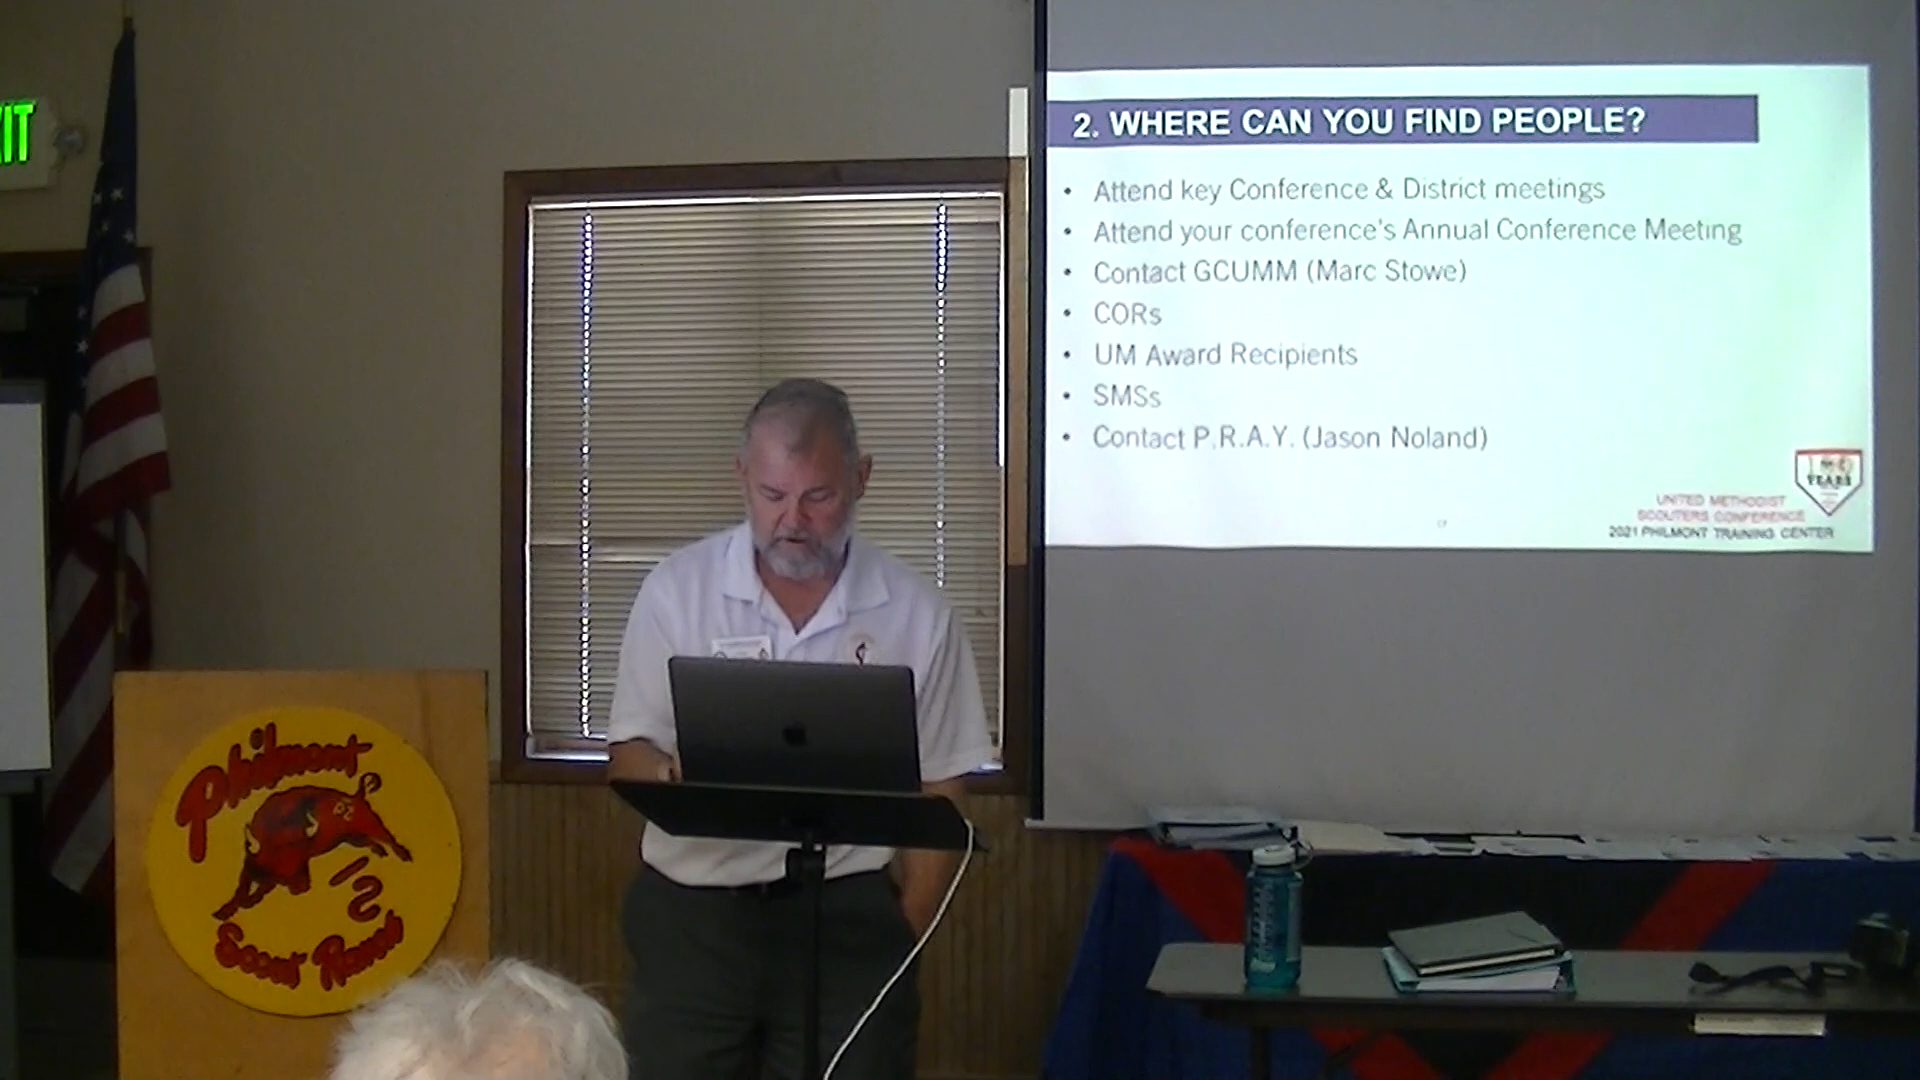 XIT
2. WHERE CAN YOU FIND PEOPLE?
• Attend key Conference & District meetings
• Attend your conference's Annual Conference Meeting
• Contact GCUMM (Marc Stowe)
• CORs
• UM Award Recipients
• SMSs
• Contact P.R.A.Y. (Jason Noland)
YEARS
UNITED METHODIST
SCOUTERS CONFERENCE
2021 PHILMONT TRAINING CENTER
Philmont
Scout Ranch